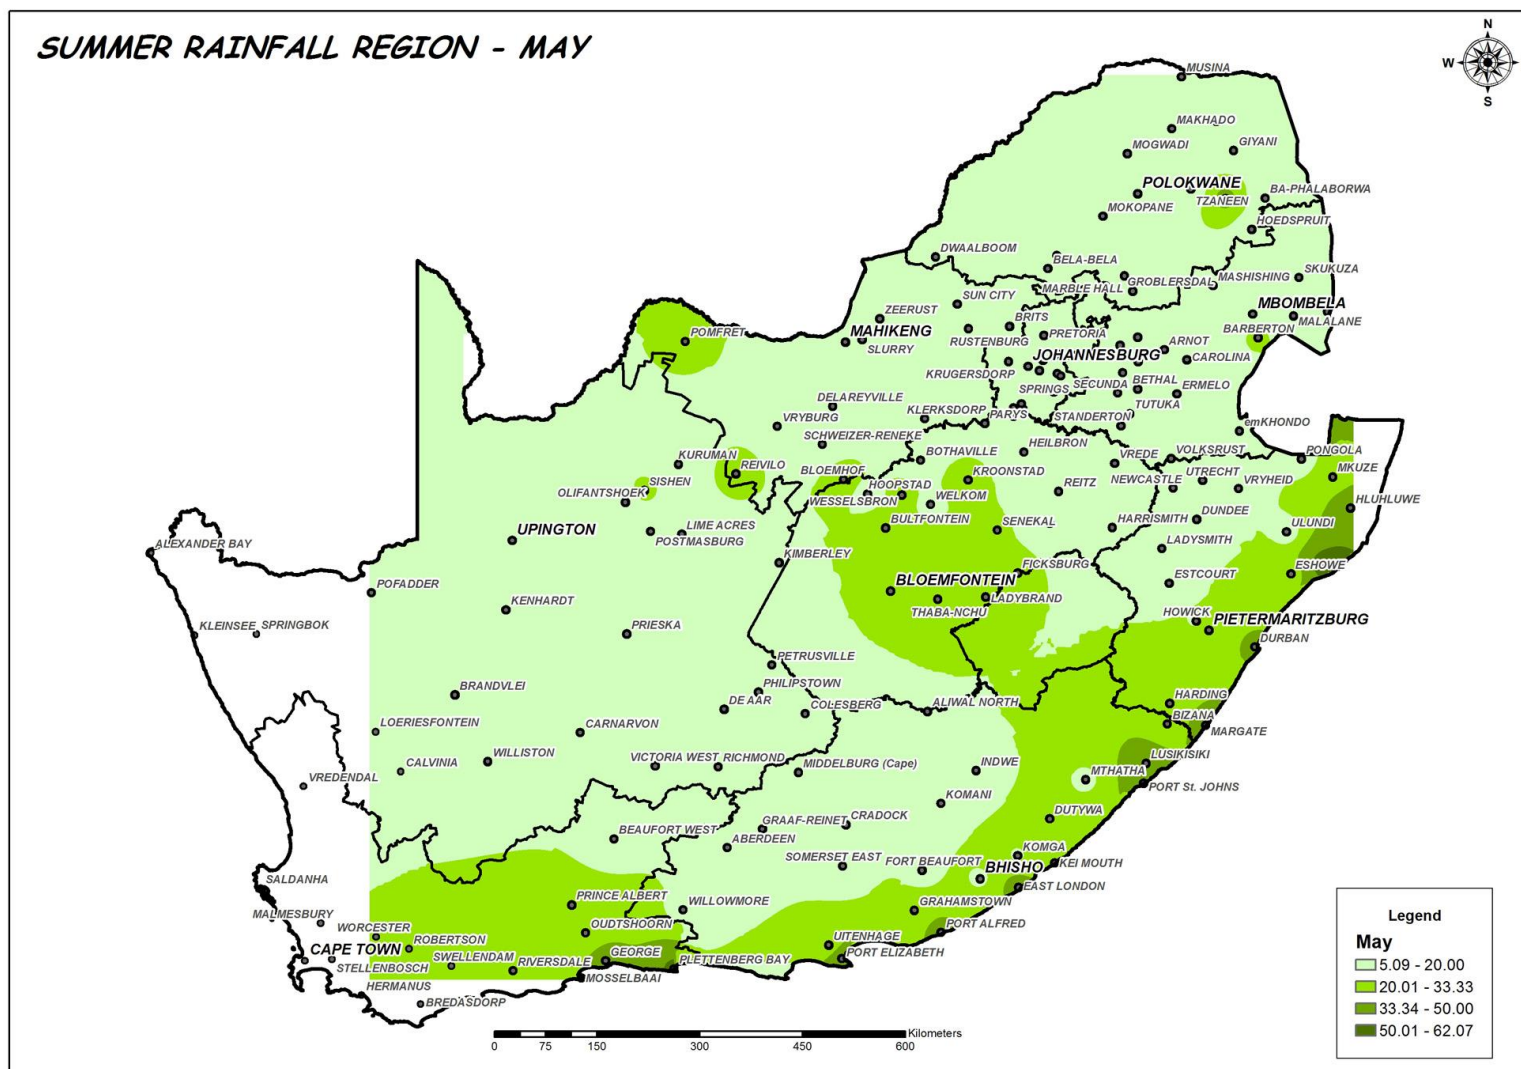 SUMMER RAINFALL REGION - MAY
N
W E
S
MUSINA
MAKHADO
GIYANI
MOGWADI
POLOKWANE
TZANEEN
BA-PHALABORWA
MOKOPANE
HOEDSPRUIT
DWAALBOOM
BELA-BELA
MASHISHING
SKUKUZA
GROBLERSDAL
MARBLE HALL
SUN CITY
MBOMBELA
ZEERUST
MALALANE
BRITS
BARBERTON
MAHIKENG
PRETORIA
POMFRET
RUSTENBURG
SLURRY
ARNOT
JOHANNESBURG
CAROLINA
KRUGERSDORP
SPRINGS
SECUNDA
BETHAL
ERMELO
DELAREYVILLE
TUTUKA
KLERKSDORP
PARYS
STANDERTON
VRYBURG
emKHONDO
SCHWEIZER-RENEKE
HEILBRON
VREDE
VOLKSRUST
PONGOLA
KURUMAN
BOTHAVILLE
REIVILO
BLOEMHOF
KROONSTAD
UTRECHT
MKUZE
SISHEN
HOOPSTAD
REITZ
NEWCASTLE
VRYHEID
OLIFANTSHOEK
WESSELSBRON
WELKOM
HLUHLUWE
UPINGTON
LIME ACRES
BULTFONTEIN
SENEKAL
HARRISMITH
DUNDEE
ULUNDI
POSTMASBURG
ALEXANDER BAY
LADYSMITH
KIMBERLEY
FICKSBURG
ESHOWE
POFADDER
BLOEMFONTEIN
ESTCOURT
KENHARDT
THABA-NCHU
LADYBRAND
HOWICK
PIETERMARITZBURG
KLEINSEE
SPRINGBOK
PRIESKA
DURBAN
PETRUSVILLE
BRANDVLEI
PHILIPSTOWN
DE AAR
COLESBERG
ALIWAL NORTH
HARDING
LOERIESFONTEIN
CARNARVON
BIZANA
MARGATE
WILLISTON
VICTORIA WEST
RICHMOND
MIDDELBURG (Cape)
INDWE
LUSIKISIKI
CALVINIA
MTHATHA
VREDENDAL
PORT St. JOHNS
KOMANI
DUTYWA
BEAUFORT WEST
GRAAF-REINET
CRADOCK
ABERDEEN
SOMERSET EAST
FORT BEAUFORT
KOMGA
BHISHO
KEI MOUTH
SALDANHA
EAST LONDON
PRINCE ALBERT
WILLOWMORE
GRAHAMSTOWN
MALMESBURY
WORCESTER
OUDTSHOORN
UITENHAGE
PORT ALFRED
CAPE TOWN
ROBERTSON
SWELLENDAM
GEORGE
PORT ELIZABETH
STELLENBOSCH
RIVERSDALE
PLETTENBERG BAY
MOSSELBAAI
HERMANUS
BREDASDORP
Kilometers
0 75 150 300 450 600
Legend
May
5.09 - 20.00
20.01 - 33.33
33.34 - 50.00
50.01 - 62.07